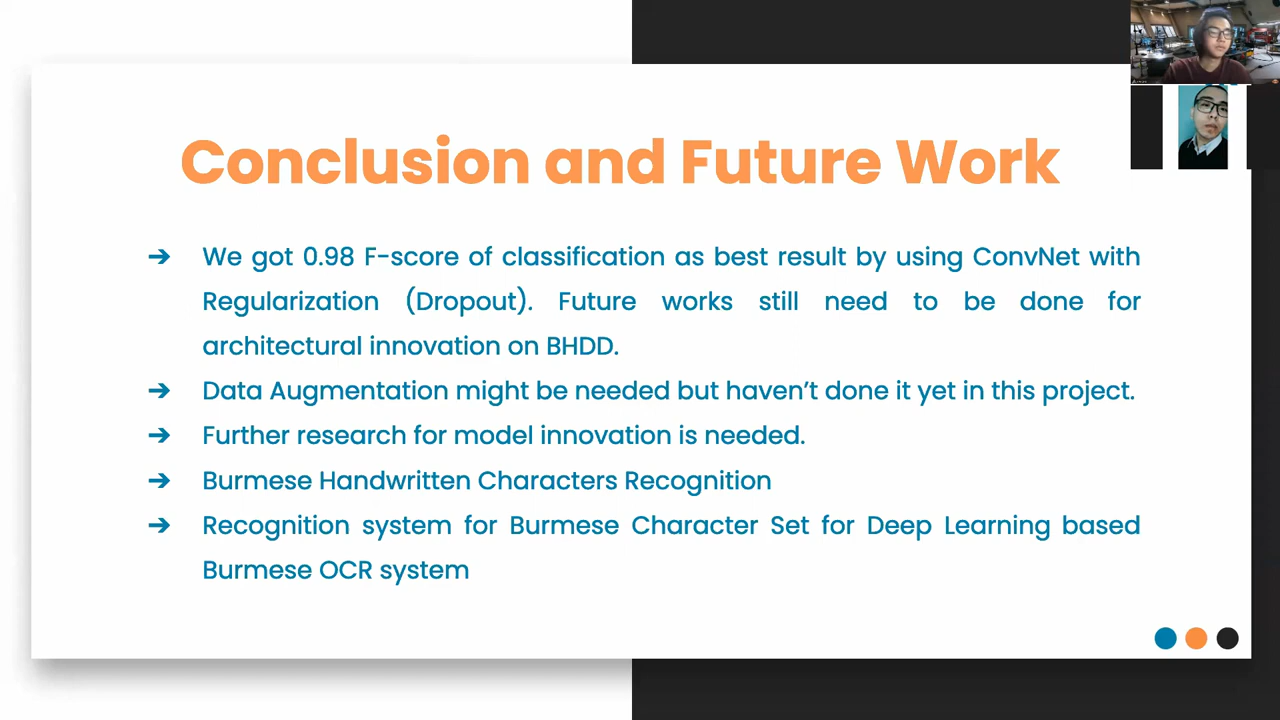 Conclusion and Future Work
➔ We got 0.98 F-score of classification as best result by using ConvNet with
Regularization (Dropout). Future works still need to be done for
architectural innovation on BHDD.
➔ Data Augmentation might be needed but haven’t done it yet in this project.
➔ Further research for model innovation is needed.
➔ Burmese Handwritten Characters Recognition
➔ Recognition system for Burmese Character Set for Deep Learning based
Burmese OCR system